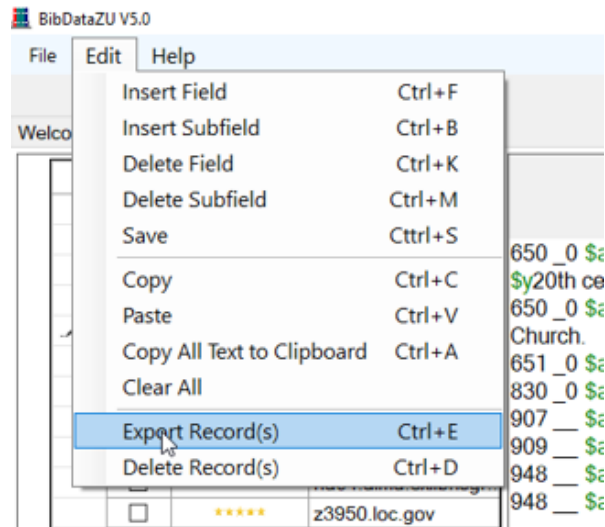 BibDataZU V5.0
File Edit Help
Insert Field Ctrl+F
Insert Subfield Ctrl+B
Welco
Delete Field Ctrl+K
Delete Subfield Ctrl+M
Save Cttrl+S
Copy Ctrl+C
Paste Ctrl+V
Copy All Text to Clipboard Ctrl+A
Clear All
Export Record(s) Ctrl+E
Delete Record(s) Ctrl+D
***** z3950.loc.gov
650 _0 $a
$y20th ce
650 _0 $a
Church.
651 _0 $a
830 _0 $a
907 __ $a
909 __ $a
948 __ $a
948 __ $a